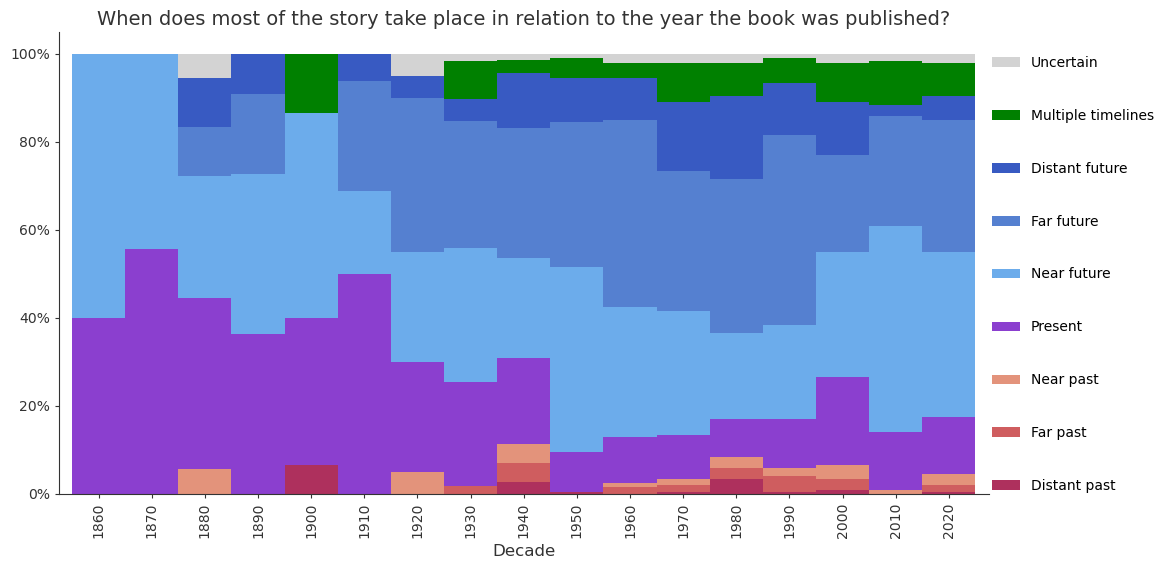 When does most of the story take place in relation to the year the book was published?
100%
80%
60%
40%
20%
0%
1860
1870
1880
1890
1900
1910
1920
1930
1940
1950
1960
1970
1980
1990
2000
2010
2020
Decade
Uncertain
Multiple timelines
Distant future
Far future
Near future
Present
Near past
Far past
Distant past